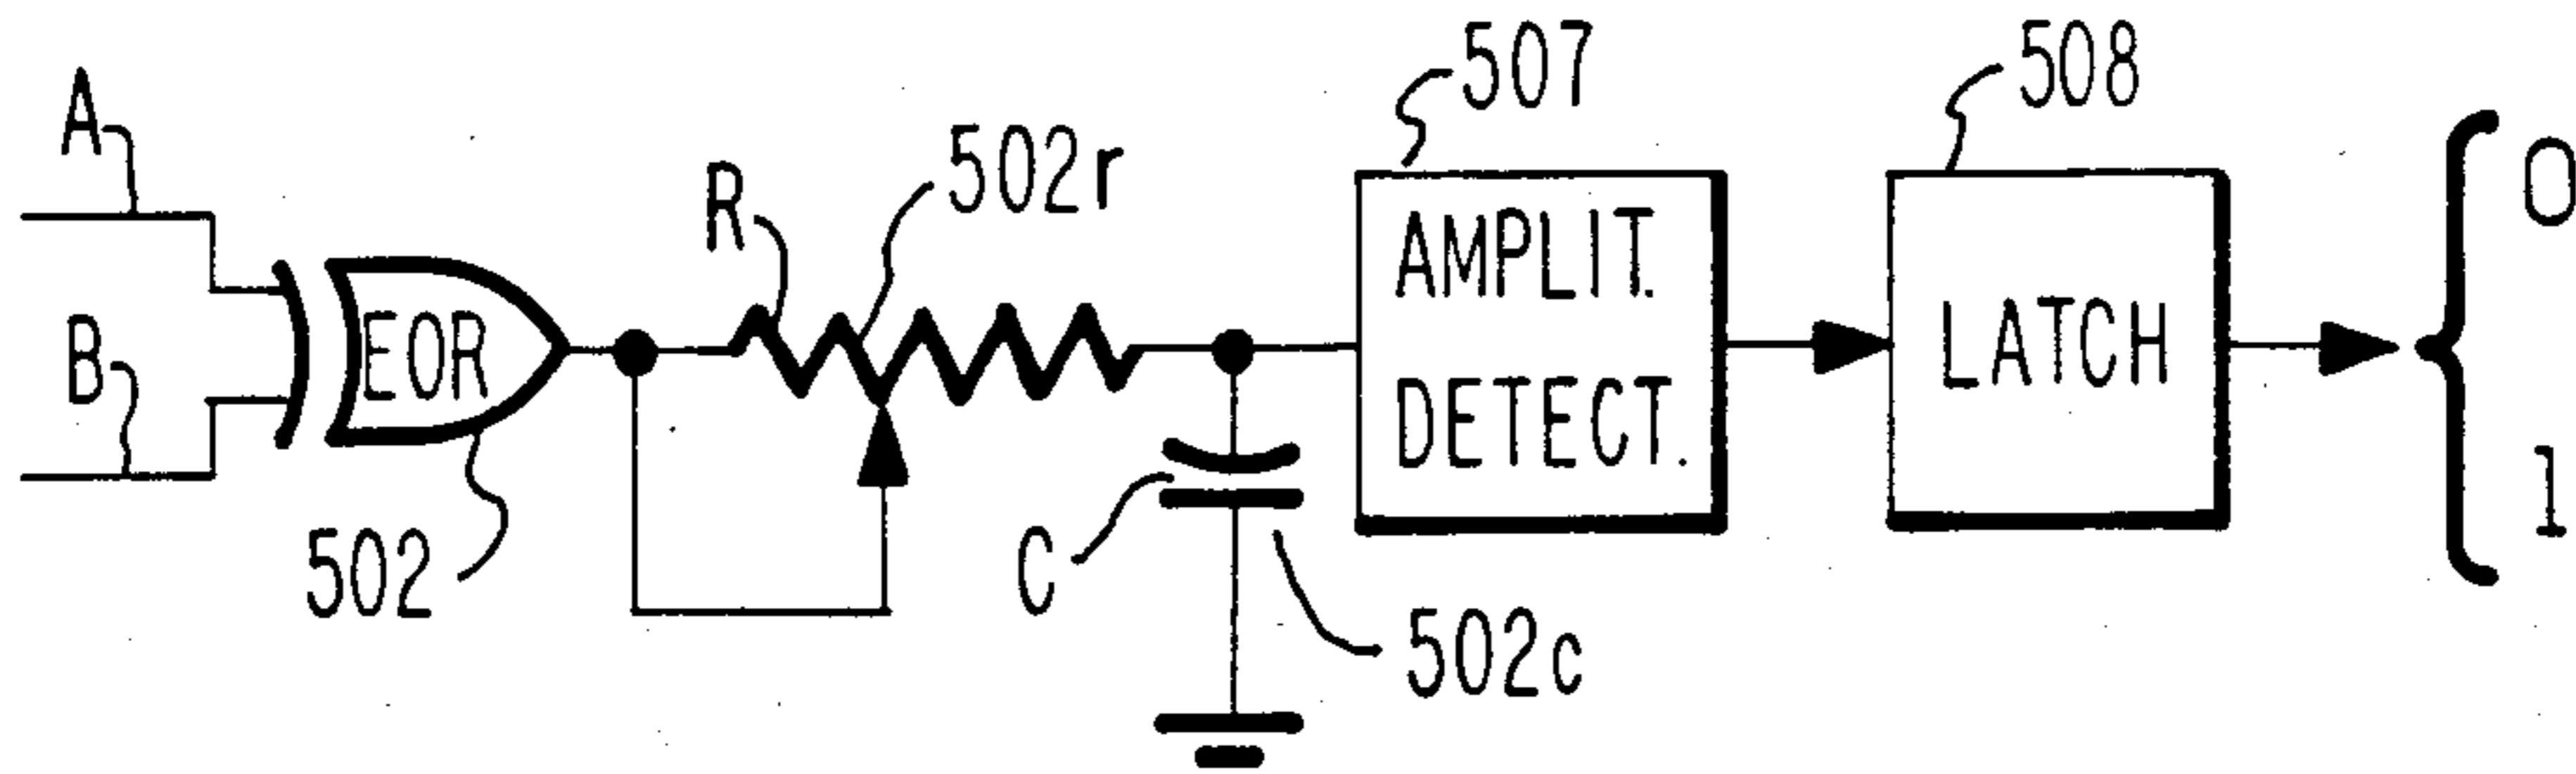 A
B
EOR
502
R
502r
C
502c
507
AMPLIT.
DETECT.
508
LATCH
0
1